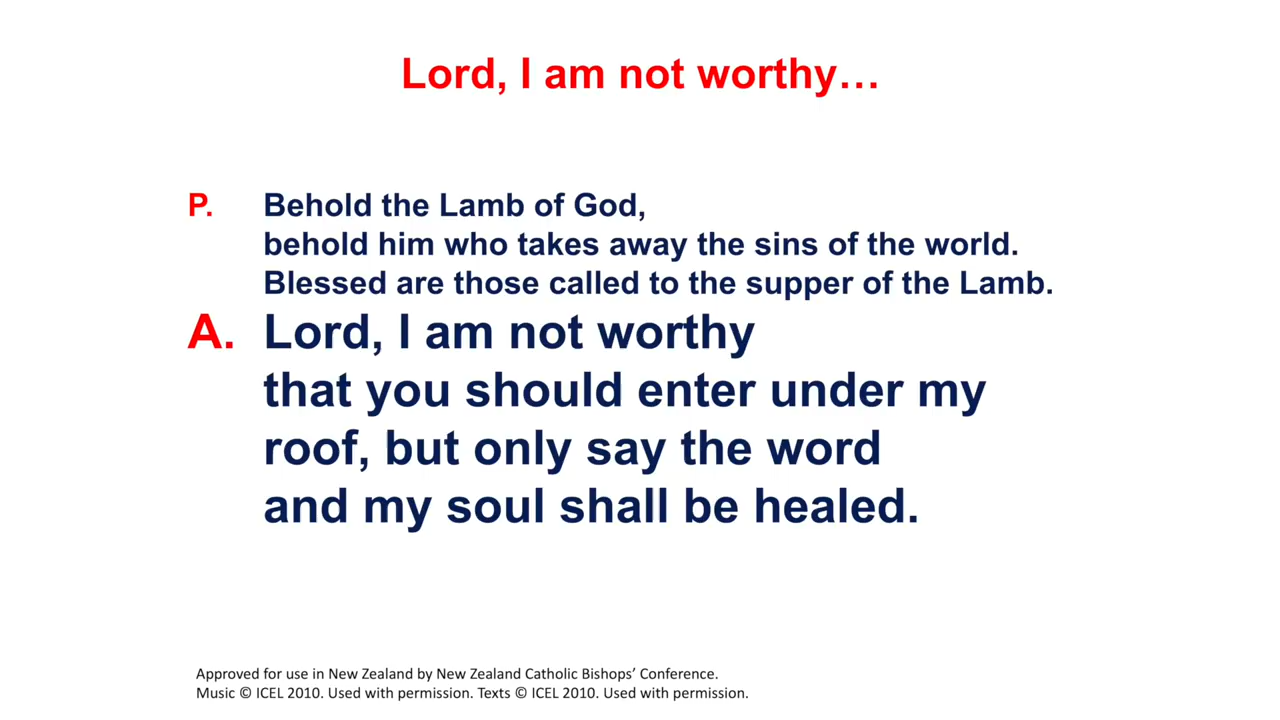 Lord, I am not worthy…
P. Behold the Lamb of God,
behold him who takes away the sins of the world.
Blessed are those called to the supper of the Lamb.
A. Lord, I am not worthy
that you should enter under my
roof, but only say the word
and my soul shall be healed.
Approved for use in New Zealand by New Zealand Catholic Bishops’ Conference.
Music © ICEL 2010. Used with permission. Texts © ICEL 2010. Used with permission.